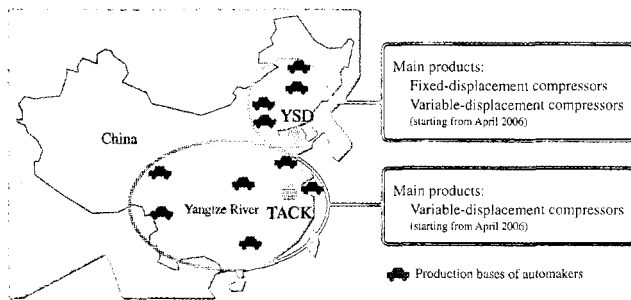 Main products:
Fixed-displacement compressors
Variable-displacement compressors
(starting from April 2006)
YSD
China
Main products:
Variable-displacement compressors
(starting from April 2006)
Yangtze River
TACK
Production bases of automakers